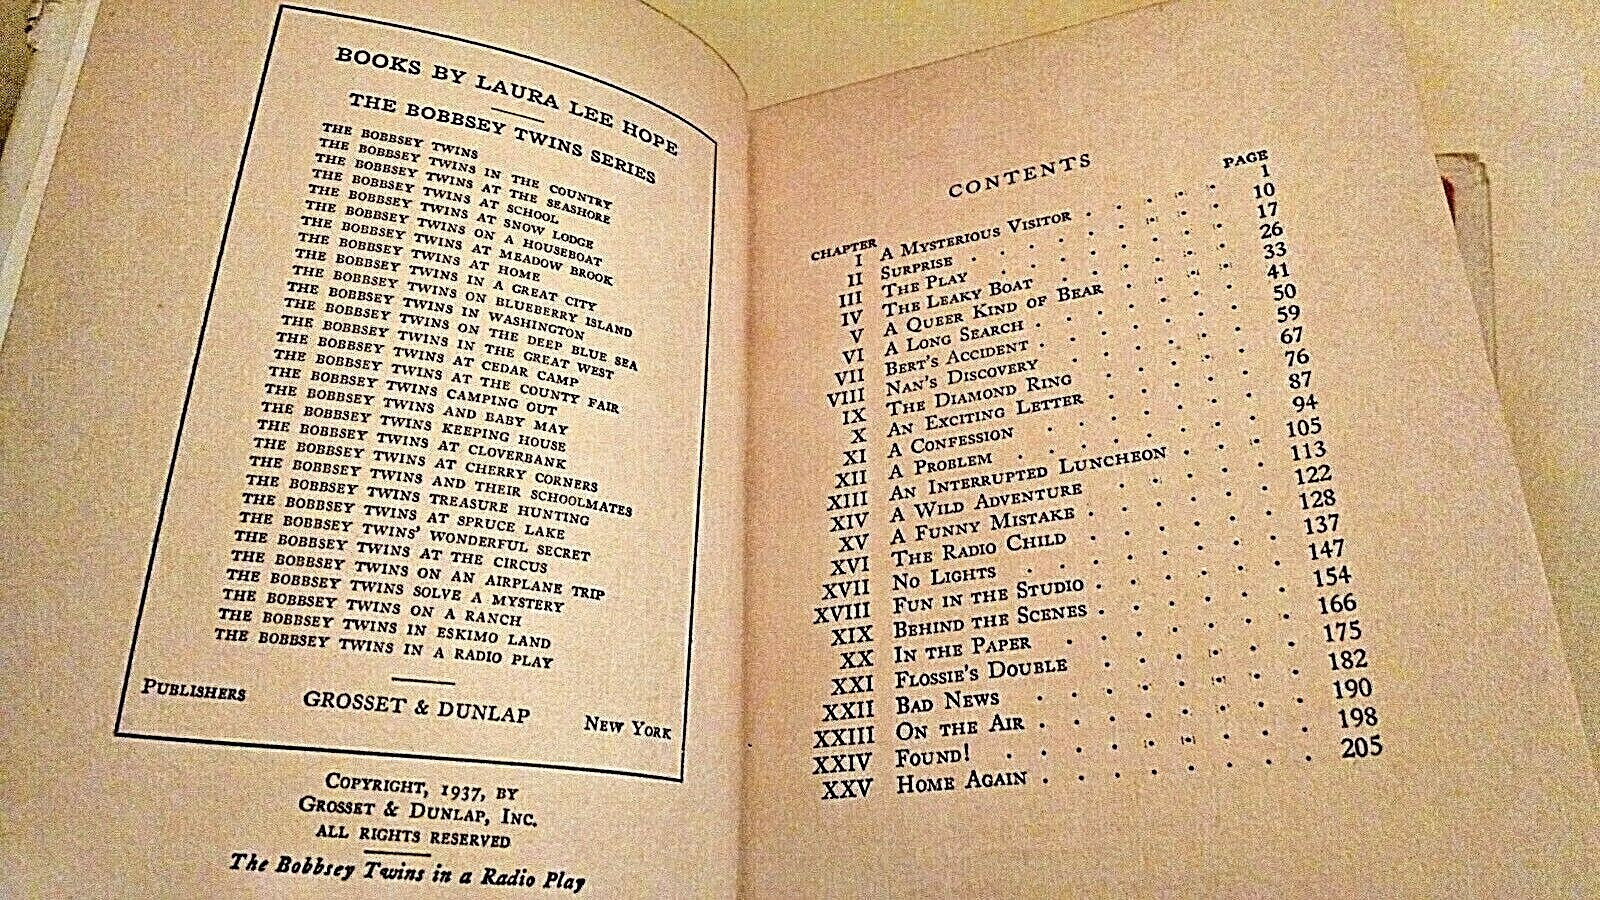 BOOKS BY LAURA LEE HOPE
THE BOBBSEY TWINS SERIES
THE BOBBSEY TWINS
THE BOBBSEY TWINS IN THE COUNTRY
THE BOBBSEY TWINS AT THE SEASHORE
THE BOBBSEY TWINS AT SCHOOL
THE BOBBSEY TWINS AT SNOW LODGE
THE BOBBSEY TWINS ON A HOUSEBOAT
THE BOBBSEY TWINS AT MEADOW BROOK
THE BOBBSEY TWINS AT HOME
THE BOBBSEY TWINS IN A GREAT CITY
THE BOBBSEY TWINS ON BLUEBERRY ISLAND
THE BOBBSEY TWINS IN WASHINGTON
THE BOBBSEY TWINS ON THE DEEP BLUE SEA
THE BOBBSEY TWINS IN THE GREAT WEST
THE BOBBSEY TWINS AT CEDAR CAMP
THE BOBBSEY TWINS AT THE COUNTY FAIR
THE BOBBSEY TWINS CAMPING OUT
THE BOBBSEY TWINS AND BABY MAY
THE BOBBSEY TWINS KEEPING HOUSE
THE BOBBSEY TWINS AT CLOVERBANK
THE BOBBSEY TWINS AT CHERRY CORNERS
THE BOBBSEY TWINS AND THEIR SCHOOLMATES
THE BOBBSEY TWINS TREASURE HUNTING
THE BOBBSEY TWINS AT SPRUCE LAKE
THE BOBBSEY TWINS' WONDERFUL SECRET
THE BOBBSEY TWINS AT THE CIRCUS
THE BOBBSEY TWINS ON AN AIRPLANE TRIP
THE BOBBSEY TWINS SOLVE A MYSTERY
THE BOBBSEY TWINS ON A RANCH
THE BOBBSEY TWINS IN ESKIMO LAND
THE BOBBSEY TWINS IN A RADIO PLAY
PUBLISHERS GROSSET & DUNLAP NEW YORK
COPYRIGHT, 1937, BY
GROSSET & DUNLAP, INC.
ALL RIGHTS RESERVED
The Bobbsey Twins in a Radio Play
CONTENTS
CHAPTER PAGE
I A MYSTERIOUS VISITOR 1
II SURPRISE 10
III THE PLAY 17
IV THE LEAKY BOAT 26
V A QUEER KIND OF BEAR 33
VI A LONG SEARCH 41
VII BERT'S ACCIDENT 50
VIII NAN'S DISCOVERY 59
IX THE DIAMOND RING 67
X AN EXCITING LETTER 76
XI A CONFESSION 87
XII A PROBLEM 94
XIII AN INTERRUPTED LUNCHEON 105
XIV A WILD ADVENTURE 113
XV A FUNNY MISTAKE 122
XVI THE RADIO CHILD 128
XVII NO LIGHTS 137
XVIII FUN IN THE STUDIO 147
XIX BEHIND THE SCENES 154
XX IN THE PAPER 166
XXI FLOSSIE'S DOUBLE 175
XXII BAD NEWS 182
XXIII ON THE AIR 190
XXIV FOUND! 198
XXV HOME AGAIN 205